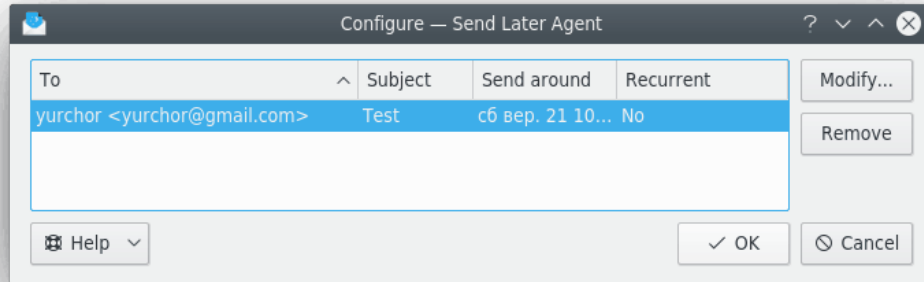 Configure — Send Later Agent
To Subject Send around Recurrent
yurchor <yurchor@gmail.com> Test сб вер. 21 10... No
Modify...
Remove
Help
OK
Cancel